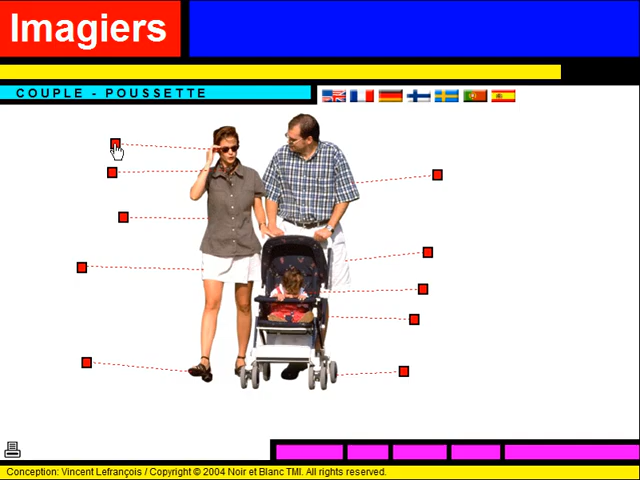 Imagiers
COUPLE - POUSSETTE
Conception: Vincent Lefrançois / Copyright © 2004 Noir et Blanc TMI. All rights reserved.